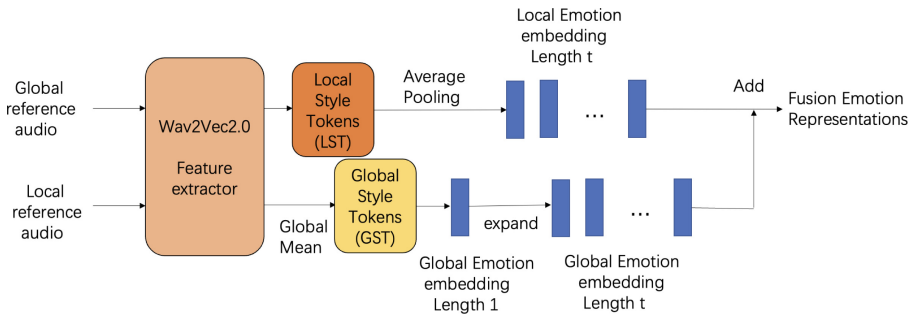 Global
reference
audio
Local
reference
audio
Wav2Vec2.0
Feature
extractor
Local
Style
Tokens
(LST)
Average
Pooling
Local Emotion
embedding
Length t
...
Add
Fusion Emotion
Representations
Global
Mean
Global
Style
Tokens
(GST)
expand
...
Global Emotion
embedding
Length 1
Global Emotion
embedding
Length t